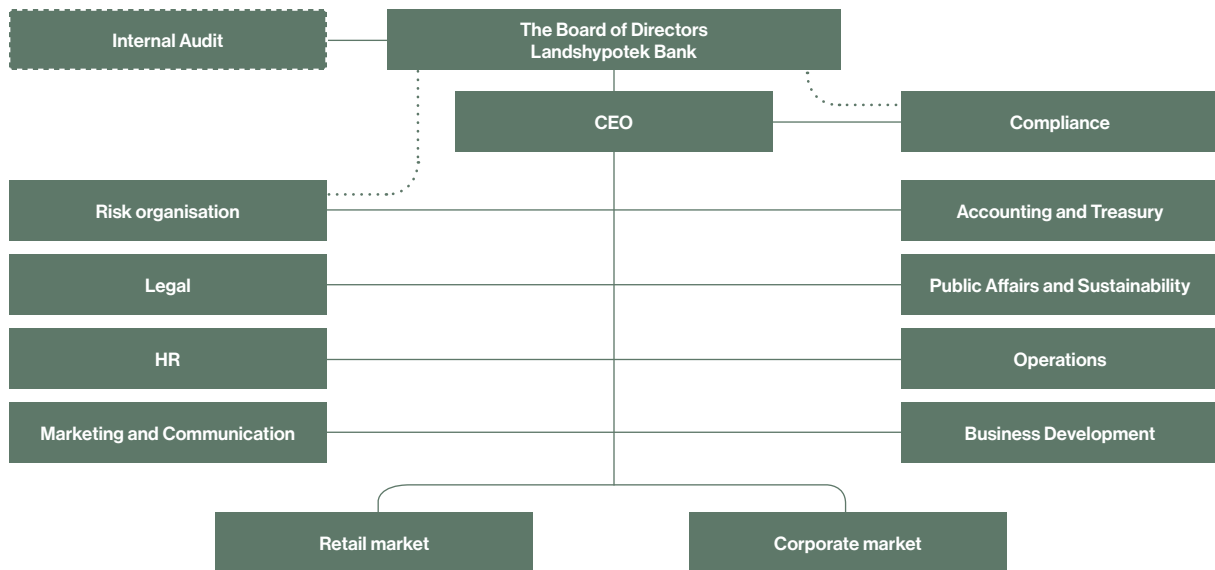 Internal Audit
The Board of Directors
Landshypotek Bank
CEO
Compliance
Risk organisation
Accounting and Treasury
Legal
Public Affairs and Sustainability
HR
Operations
Marketing and Communication
Business Development
Retail market
Corporate market